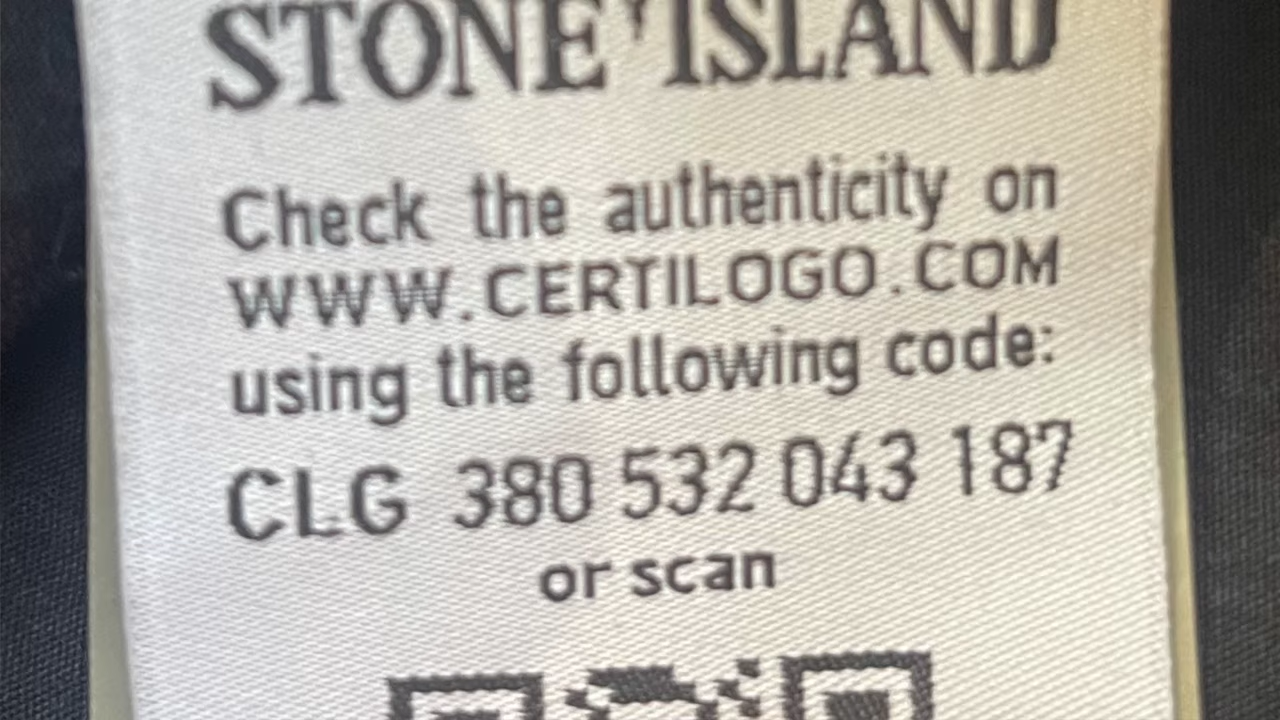 STONE ISLAND
Check the authenticity on
WWW.CERTILOGO.COM
using the following code:
CLG 380 532 043 187
or scan